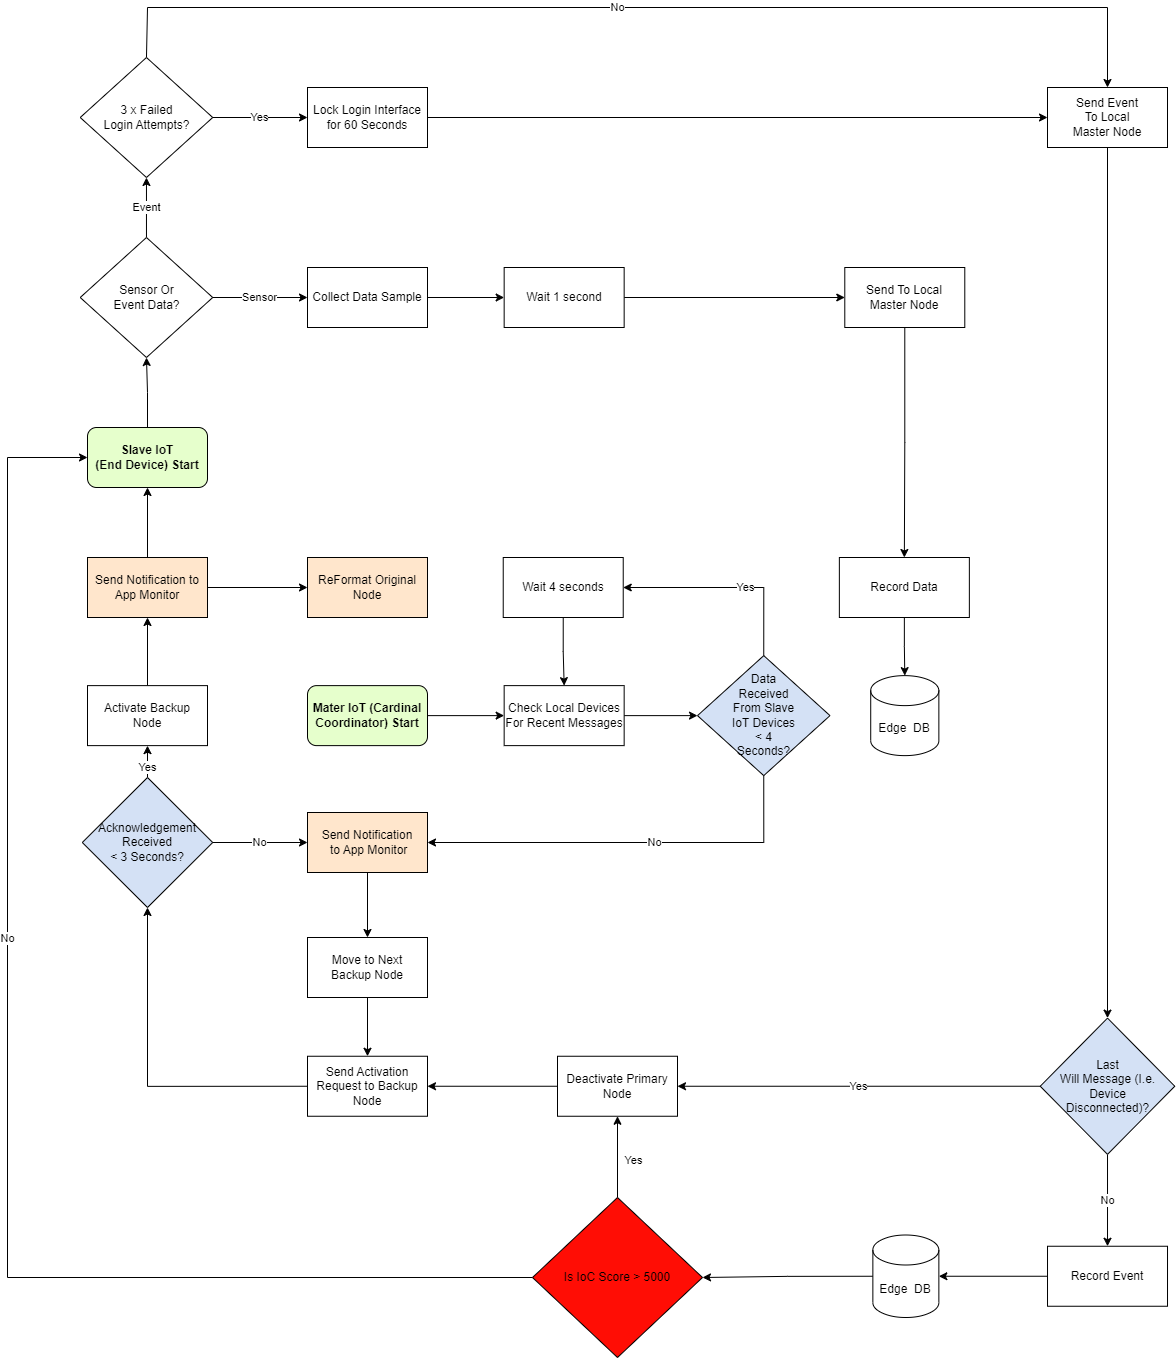 No
3 x Failed
Login Attempts?
Yes
Lock Login Interface
for 60 Seconds
Send Event
To Local
Master Node
Event
Sensor Or
Event Data?
Sensor
Collect Data Sample
Wait 1 second
Send To Local
Master Node
Slave IoT
(End Device) Start
Send Notification to
App Monitor
ReFormat Original
Node
Wait 4 seconds
Yes
Record Data
Activate Backup
Node
Mater IoT (Cardinal
Coordinator) Start
Check Local Devices
For Recent Messages
Data
Received
From Slave
IoT Devices
< 4
Seconds?
Edge  DB
Yes
Acknowledgement
Received
< 3 Seconds?
No
Send Notification
to App Monitor
No
No
Move to Next
Backup Node
Send Activation
Request to Backup
Node
Deactivate Primary
Node
Yes
Last
Will Message (I.e.
Device
Disconnected)?
Yes
No
Is IoC Score > 5000
Edge  DB
Record Event